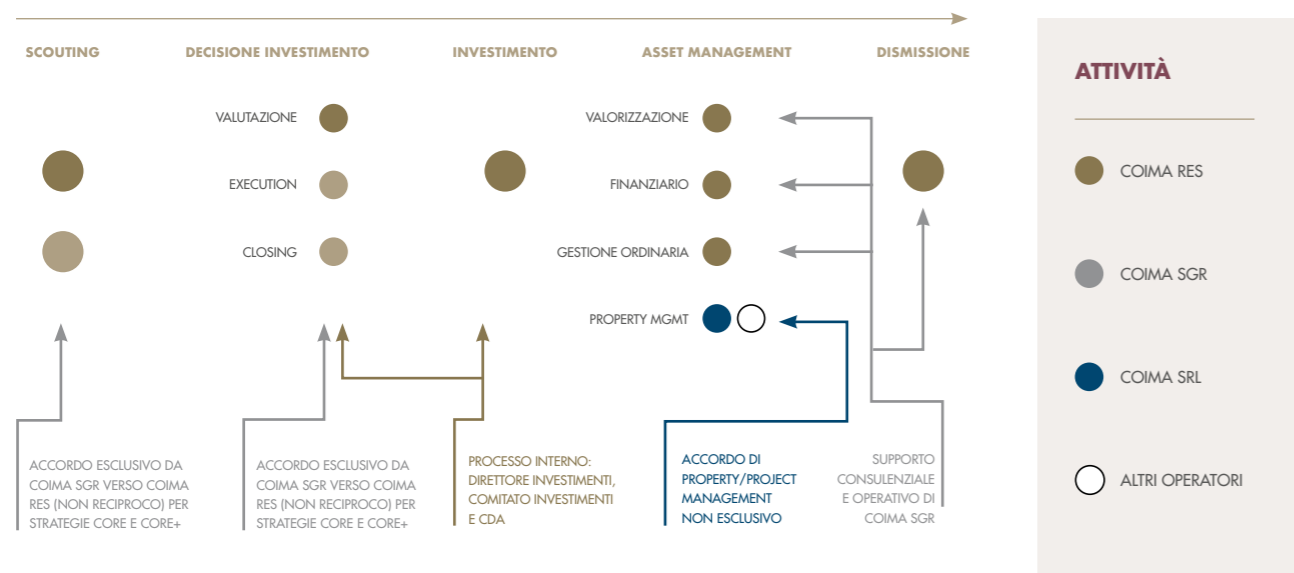 SCOUTING
DECISIONE INVESTIMENTO
INVESTIMENTO
ASSET MANAGEMENT
DISMISSIONE
VALUTAZIONE
EXECUTION
CLOSING
VALORIZZAZIONE
FINANZIARIO
GESTIONE ORDINARIA
PROPERTY MGMT
ACCORDO ESCLUSIVO DA
COIMA SGR VERSO COIMA
RES (NON RECIPROCO) PER
STRATEGIE CORE E CORE+
ACCORDO ESCLUSIVO DA
COIMA SGR VERSO COIMA
RES (NON RECIPROCO) PER
STRATEGIE CORE E CORE+
PROCESSO INTERNO:
DIRETTORE INVESTIMENTI,
COMITATO INVESTIMENTI
E CDA
ACCORDO DI
PROPERTY/PROJECT
MANAGEMENT
NON ESCLUSIVO
SUPPORTO
CONSULENZIALE
E OPERATIVO DI
COIMA SGR
ATTIVITÀ
COIMA RES
COIMA SGR
COIMA SRL
ALTRI OPERATORI